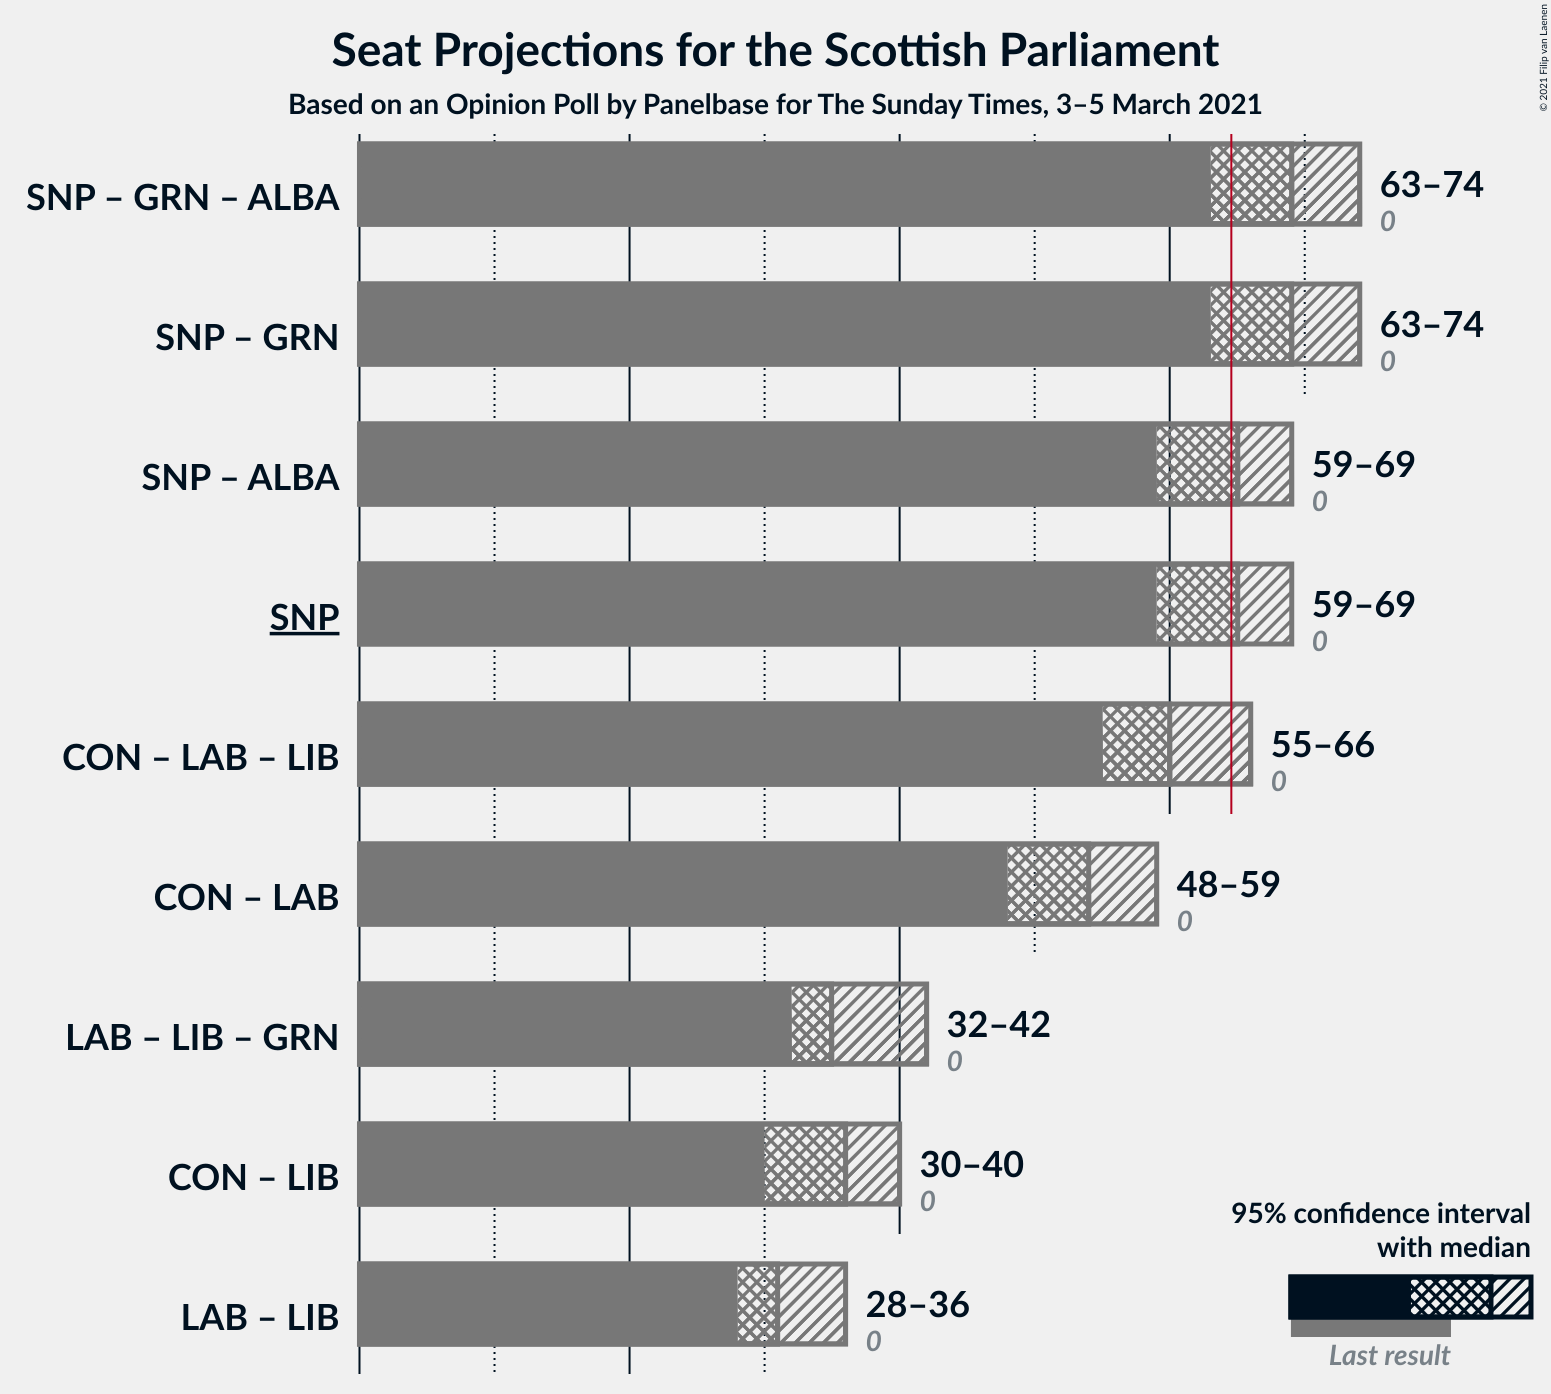 Seat Projections for the Scottish Parliament
Based on an Opinion Poll by Panelbase for The Sunday Times, 3–5 March 2021
© 2021 Filip van Laenen
SNP – GRN – ALBA
63–74
0
SNP – GRN
63–74
0
SNP – ALBA
59–69
0
SNP
59–69
0
CON – LAB – LIB
55–66
0
CON – LAB
48–59
0
LAB – LIB – GRN
32–42
0
CON – LIB
30–40
0
LAB – LIB
28–36
0
95% confidence interval
with median
Last result